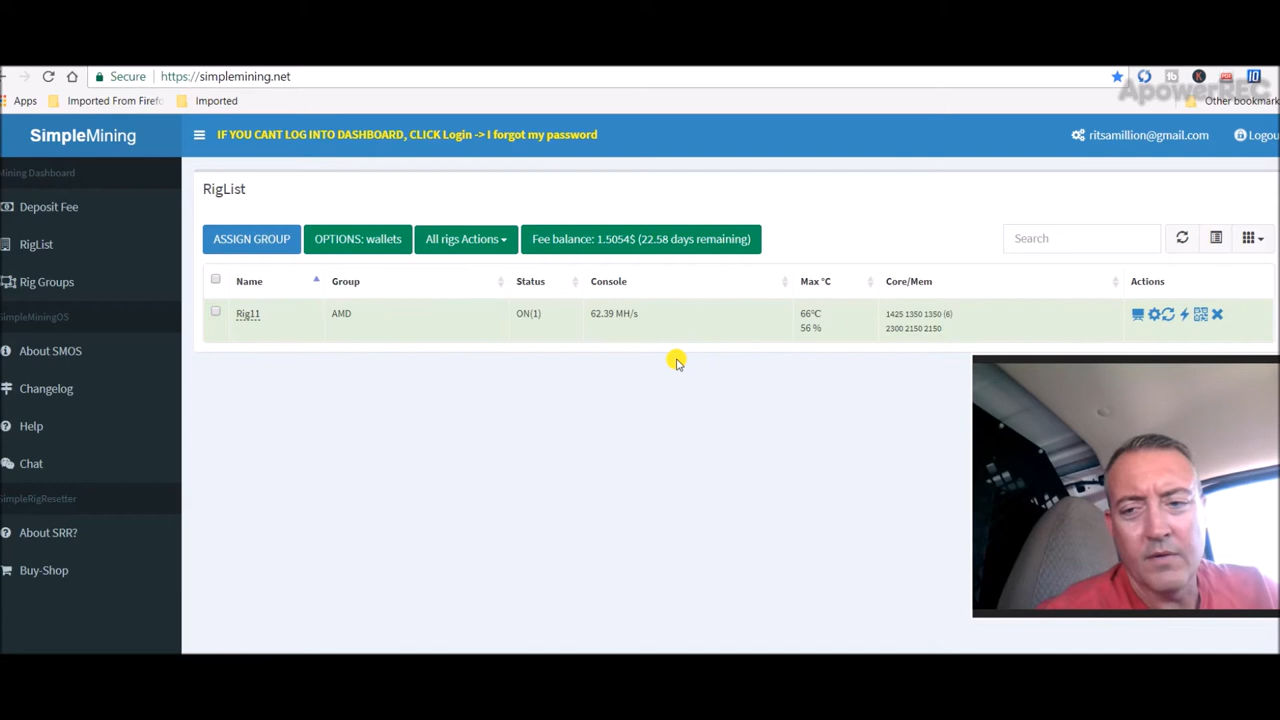 Secure https://simplemining.net
ApowerREC
Apps Imported From Firefo Imported Other bookmark
SimpleMining
IF YOU CANT LOG INTO DASHBOARD, CLICK Login -> I forgot my password
ritsamillion@gmail.com Logou
Mining Dashboard
Deposit Fee
RigList
Rig Groups
SimpleMiningOS
About SMOS
Changelog
Help
Chat
SimpleRigResetter
About SRR?
Buy-Shop
RigList
ASSIGN GROUP OPTIONS: wallets All rigs Actions Fee balance: 1.5054$ (22.58 days remaining) Search
Name Group Status Console Max °C Core/Mem Actions
Rig11 AMD ON(1) 62.39 MH/s 66°C 1425 1350 1350 (6)
56 % 2300 2150 2150